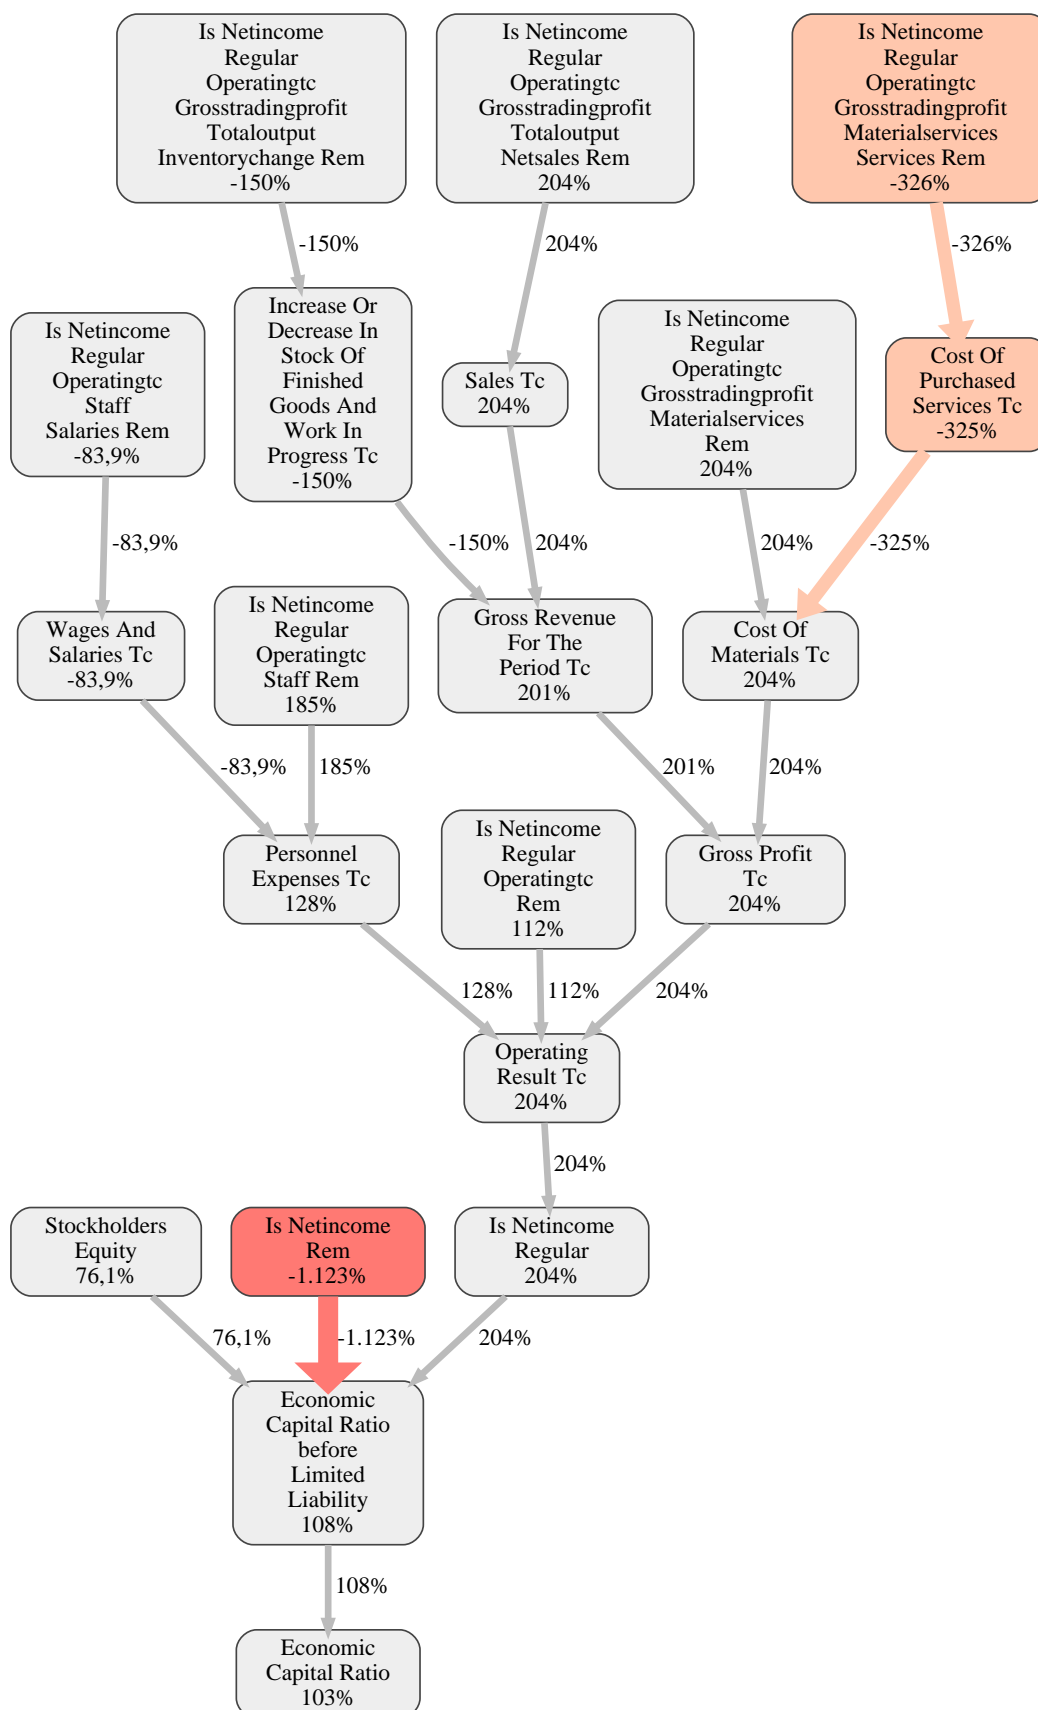 Is Netincome
Regular
Operatingtc
Grosstradingprofit
Totaloutput
Inventorychange Rem
-150%
Is Netincome
Regular
Operatingtc
Grosstradingprofit
Totaloutput
Netsales Rem
204%
Is Netincome
Regular
Operatingtc
Grosstradingprofit
Materialservices
Services Rem
-326%
-150%
204%
-326%
Is Netincome
Regular
Operatingtc
Staff
Salaries Rem
-83,9%
Increase Or
Decrease In
Stock Of
Finished
Goods And
Work In
Progress Tc
-150%
Sales Tc
204%
Is Netincome
Regular
Operatingtc
Grosstradingprofit
Materialservices
Rem
204%
Cost Of
Purchased
Services Tc
-325%
-83,9%
-150%
204%
204%
-325%
Wages And
Salaries Tc
-83,9%
Is Netincome
Regular
Operatingtc
Staff Rem
185%
Gross Revenue
For The
Period Tc
201%
Cost Of
Materials Tc
204%
-83,9%
185%
201%
204%
Personnel
Expenses Tc
128%
Is Netincome
Regular
Operatingtc
Rem
112%
Gross Profit
Tc
204%
128%
112%
204%
Operating
Result Tc
204%
204%
Stockholders
Equity
76,1%
Is Netincome
Rem
-1.123%
Is Netincome
Regular
204%
76,1%
-1.123%
204%
Economic
Capital Ratio
before
Limited
Liability
108%
108%
Economic
Capital Ratio
103%